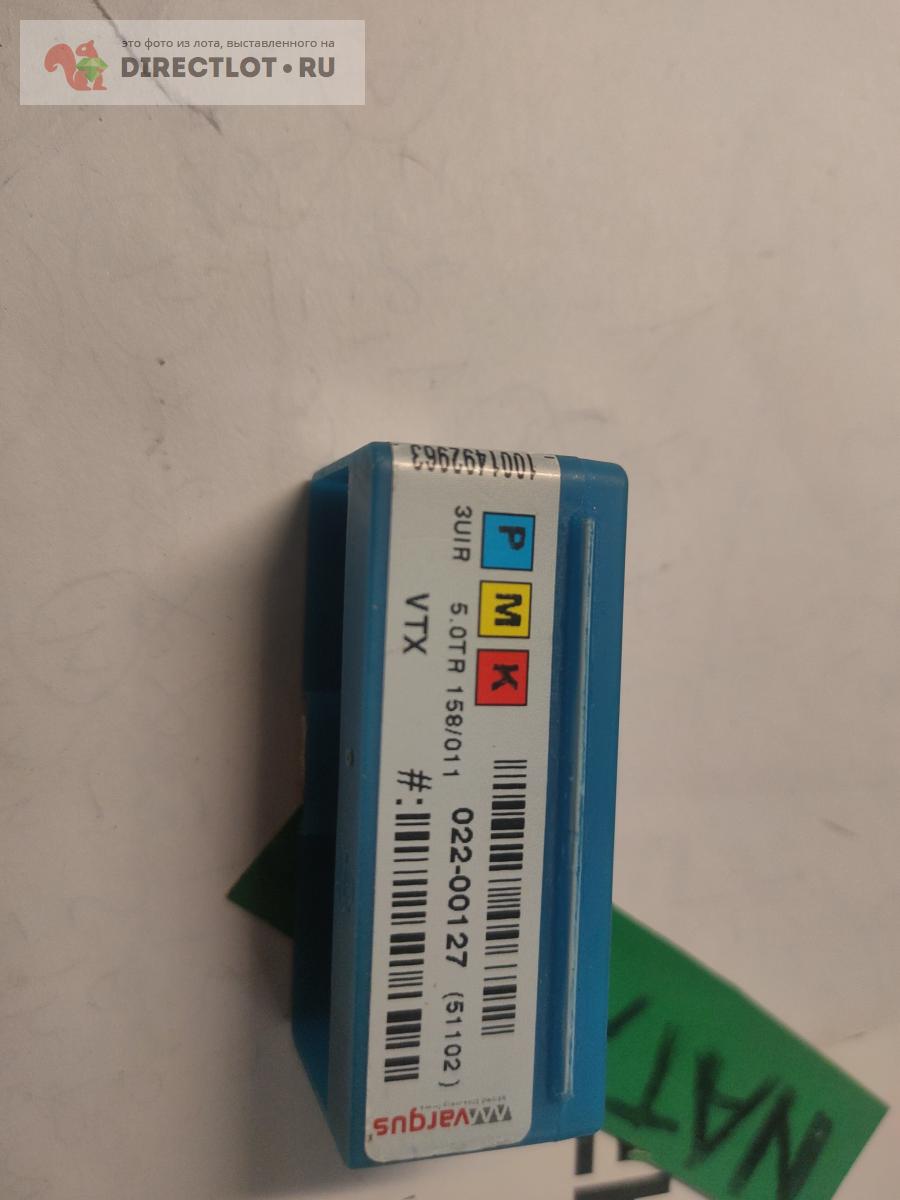 это фото из лота, выставленного на
DIRECTLOT.RU
1001492963
P M K
3UIR 5.0TR 158/011 022-00127 (51102)
VTX #:
vargus
NAT